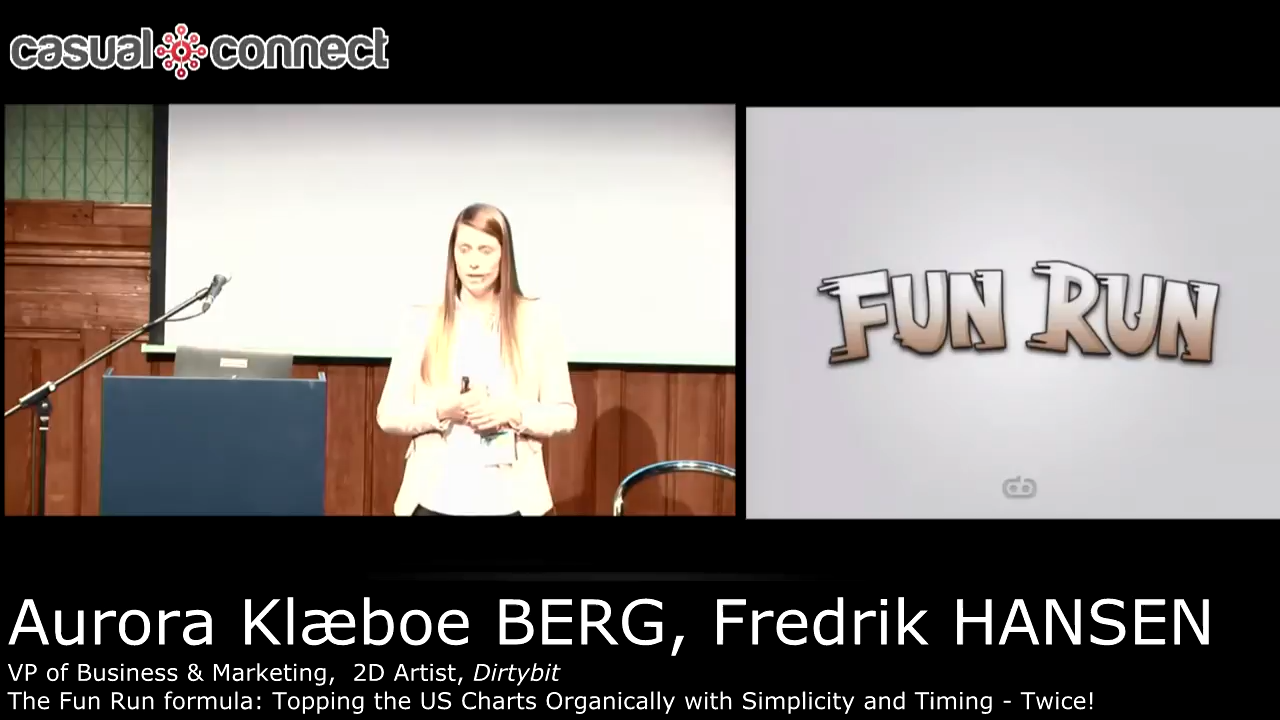 casual connect
FUN RUN
Aurora Klæboe BERG, Fredrik HANSEN
VP of Business & Marketing,  2D Artist, Dirtybit
The Fun Run formula: Topping the US Charts Organically with Simplicity and Timing - Twice!